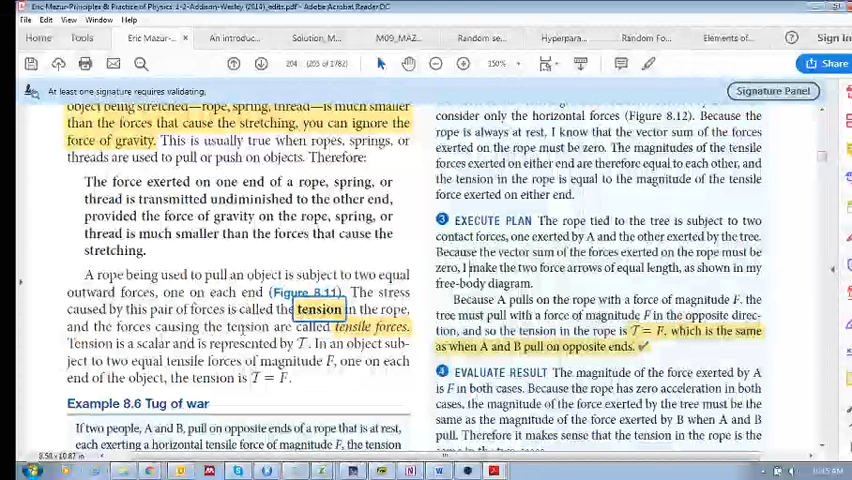 Eric Mazur-Principles & Practice of Physics_1-2-Addison-Wesley (2014)_edits.pdf - Adobe Acrobat Reader DC
File Edit View Window Help
Home Tools Eric Mazur-... × An introduc... Solution_M... M09_MAZ... Random se... Hyperpara... Random Fo... Elements of...
204 (205 of 1782) 150%
At least one signature requires validating. Signature Panel
object being stretched—rope, spring, thread—is much smaller
than the forces that cause the stretching, you can ignore the
force of gravity. This is usually true when ropes, springs, or
threads are used to pull or push on objects. Therefore:
The force exerted on one end of a rope, spring, or
thread is transmitted undiminished to the other end,
provided the force of gravity on the rope, spring, or
thread is much smaller than the forces that cause the
stretching.
A rope being used to pull an object is subject to two equal
outward forces, one on each end (Figure 8.11). The stress
caused by this pair of forces is called the tension in the rope,
and the forces causing the tension are called tensile forces.
Tension is a scalar and is represented by 𝒯. In an object sub-
ject to two equal tensile forces of magnitude F, one on each
end of the object, the tension is 𝒯 = F.
Example 8.6 Tug of war
If two people, A and B, pull on opposite ends of a rope that is at rest,
each exerting a horizontal tensile force of magnitude F, the tension
consider only the horizontal forces (Figure 8.12). Because the
rope is always at rest, I know that the vector sum of the forces
exerted on the rope must be zero. The magnitudes of the tensile
forces exerted on either end are therefore equal to each other, and
the tension in the rope is equal to the magnitude of the tensile
force exerted on either end.
3 EXECUTE PLAN The rope tied to the tree is subject to two
contact forces, one exerted by A and the other exerted by the tree.
Because the vector sum of the forces exerted on the rope must be
zero, I make the two force arrows of equal length, as shown in my
free-body diagram.
Because A pulls on the rope with a force of magnitude F, the
tree must pull with a force of magnitude F in the opposite direc-
tion, and so the tension in the rope is 𝒯 = F, which is the same
as when A and B pull on opposite ends. ✔
4 EVALUATE RESULT The magnitude of the force exerted by A
is F in both cases. Because the rope has zero acceleration in both
cases, the magnitude of the force exerted by the tree must be the
same as the magnitude of the force exerted by B when A and B
pull. Therefore it makes sense that the tension in the rope is the
8.50 x 10.87 in